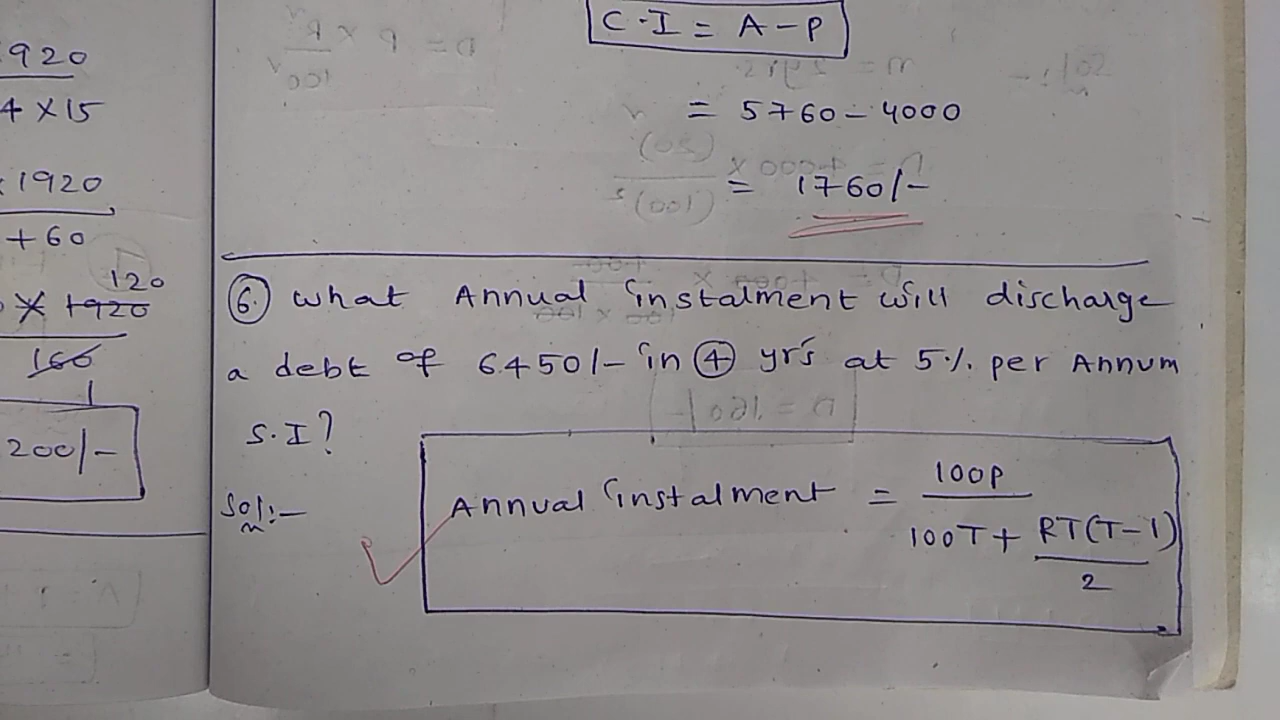 920
4 × 15
× 1920
+ 60
120
× 1920
160
1
200/-
C.I = A - P
= 5760 - 4000
= 1760/-
6. What Annual instalment will discharge
a debt of 6450/- in 4 yrs at 5% per Annum
S.I?
Sol:-
Annual instalment = 100P
100T + RT(T-1)
2